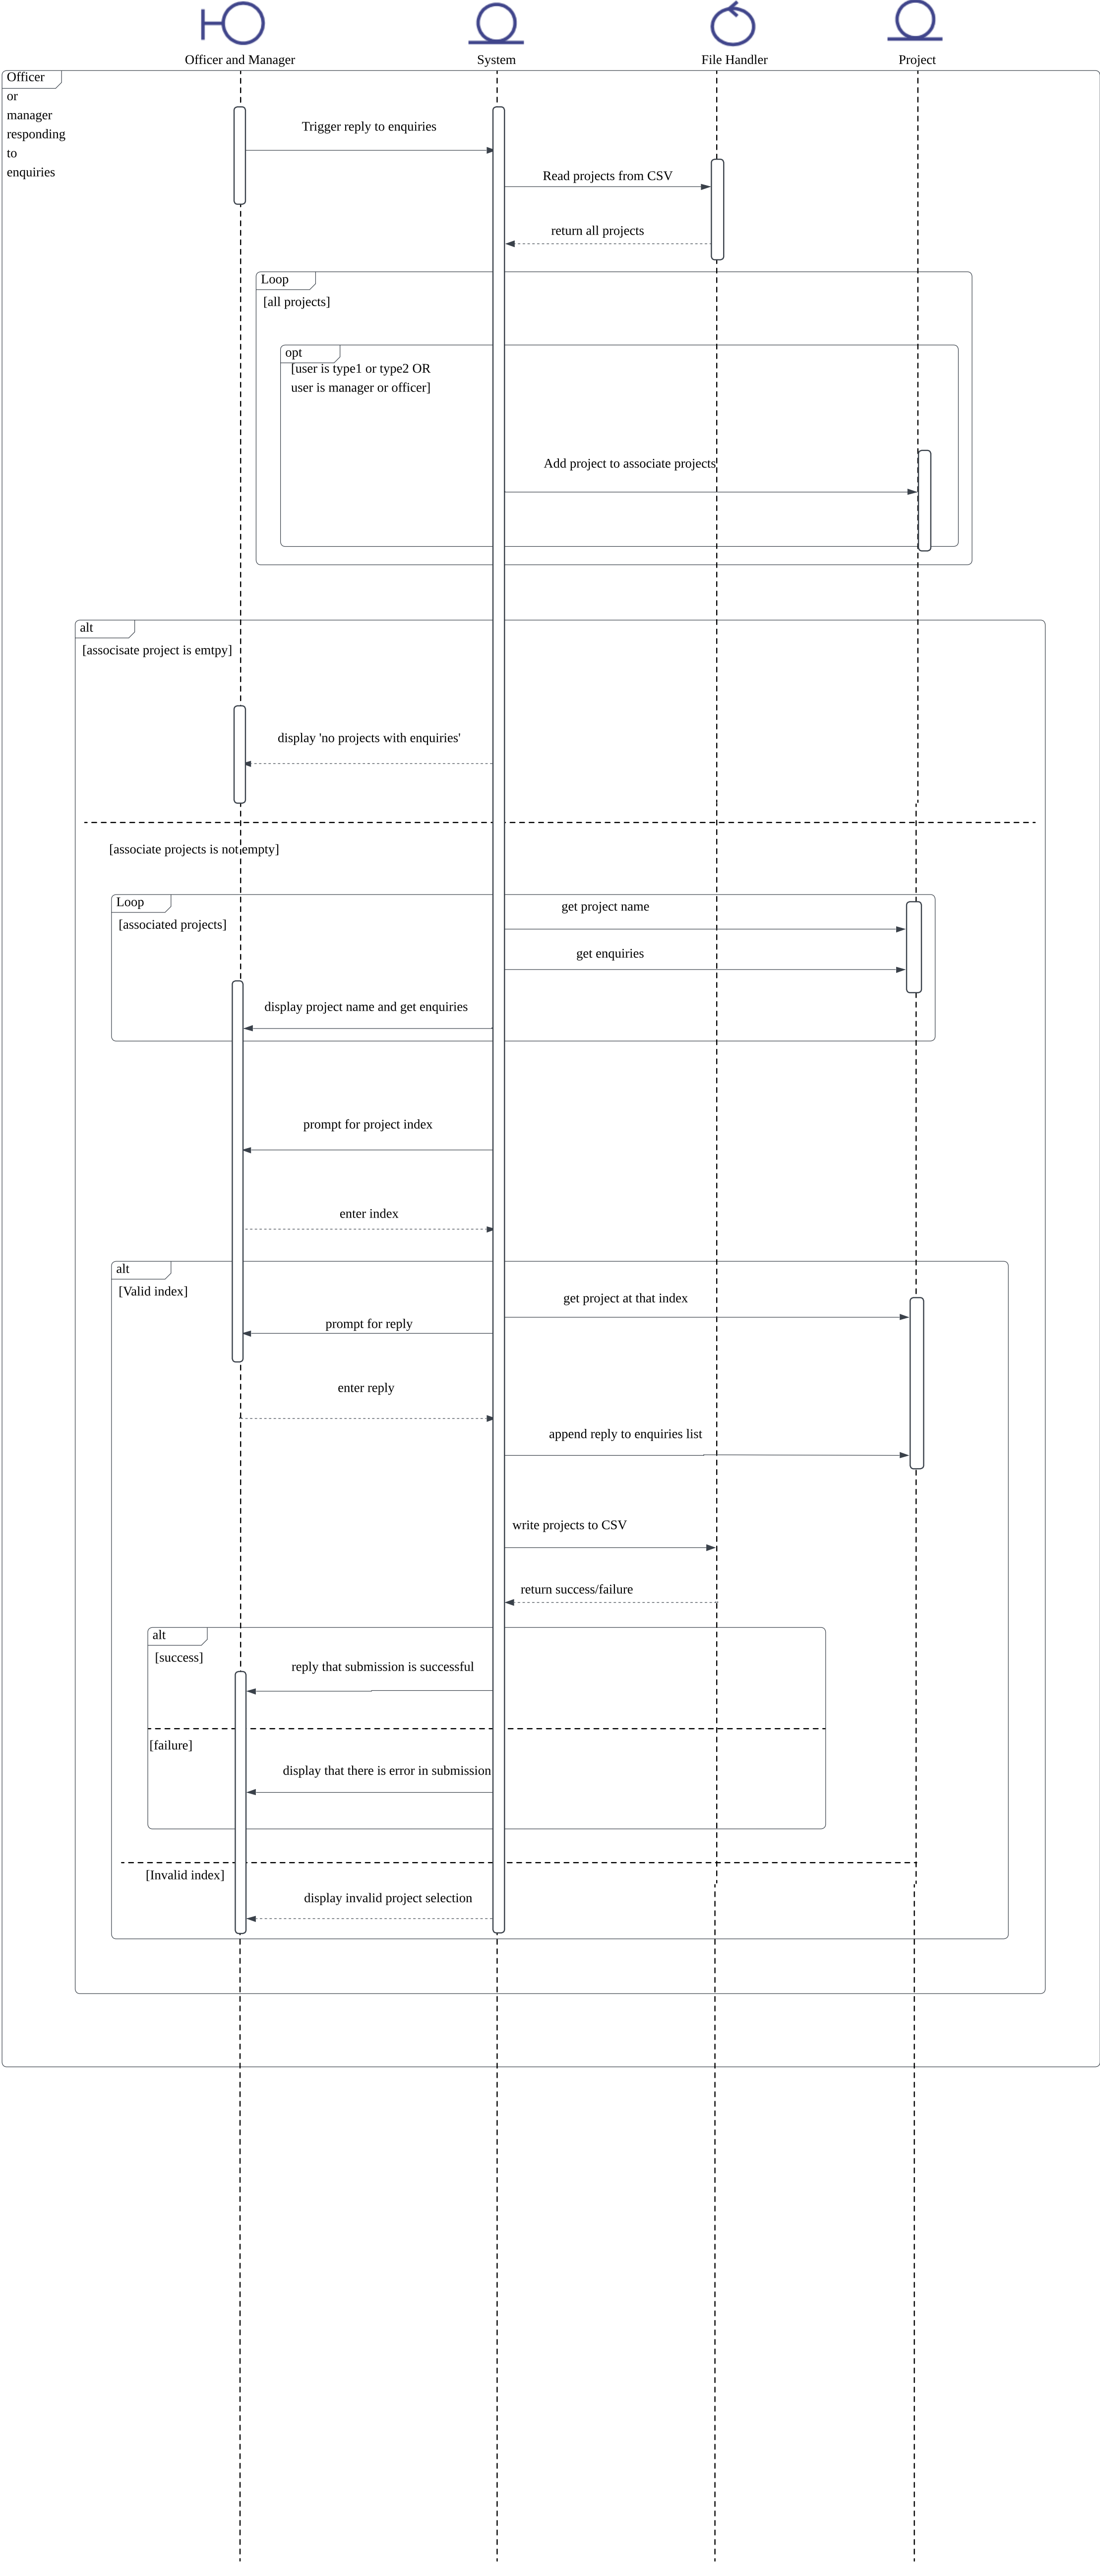 Officer and Manager
System
File Handler
Project
Officer
or
manager
responding
to
enquiries
Trigger reply to enquiries
Read projects from CSV
return all projects
Loop
[all projects]
opt
[user is type1 or type2 OR
user is manager or officer]
Add project to associate projects
alt
[associsate project is emtpy]
display 'no projects with enquiries'
[associate projects is not empty]
Loop
[associated projects]
get project name
get enquiries
display project name and get enquiries
prompt for project index
enter index
alt
[Valid index]
get project at that index
prompt for reply
enter reply
append reply to enquiries list
write projects to CSV
return success/failure
alt
[success]
reply that submission is successful
[failure]
display that there is error in submission
[Invalid index]
display invalid project selection